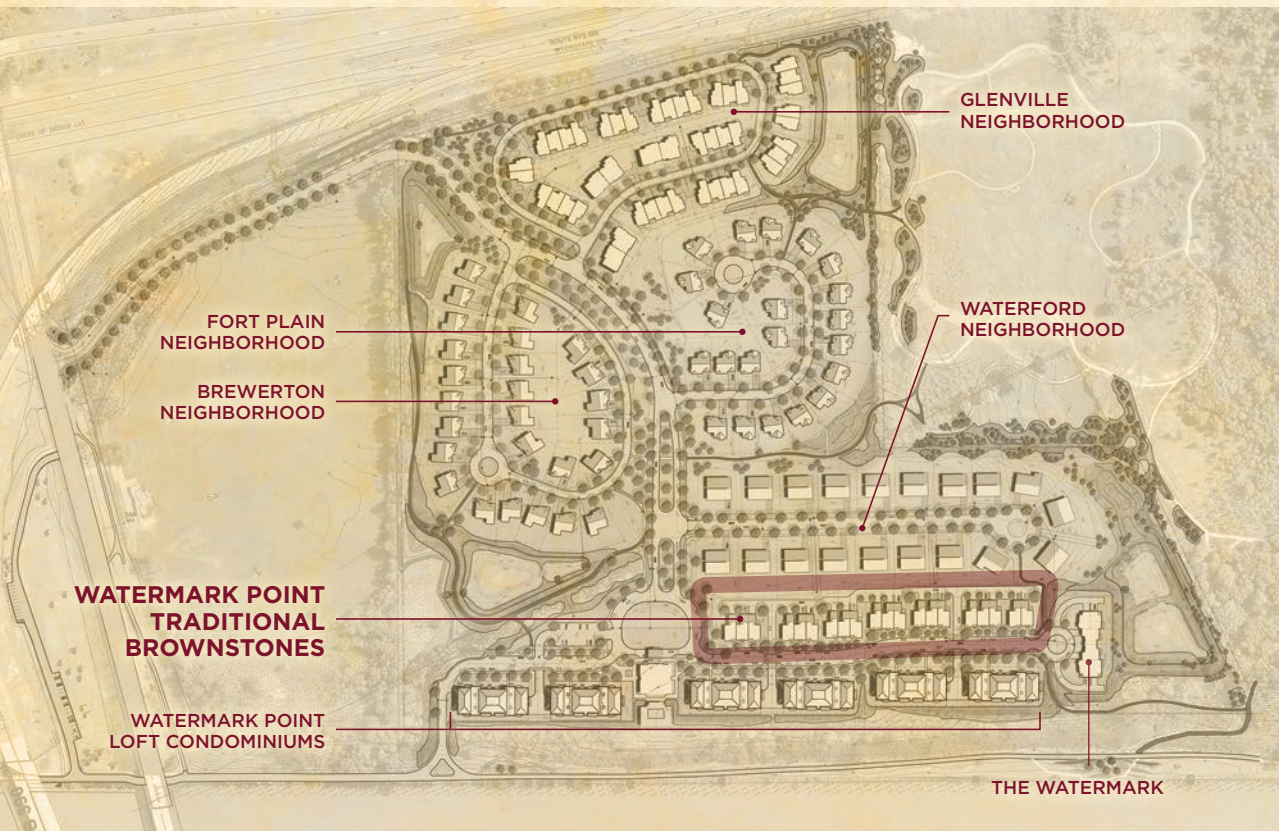 GLENVILLE
NEIGHBORHOOD
FORT PLAIN
NEIGHBORHOOD
WATERFORD
NEIGHBORHOOD
BREWERTON
NEIGHBORHOOD
WATERMARK POINT
TRADITIONAL
BROWNSTONES
WATERMARK POINT
LOFT CONDOMINIUMS
THE WATERMARK